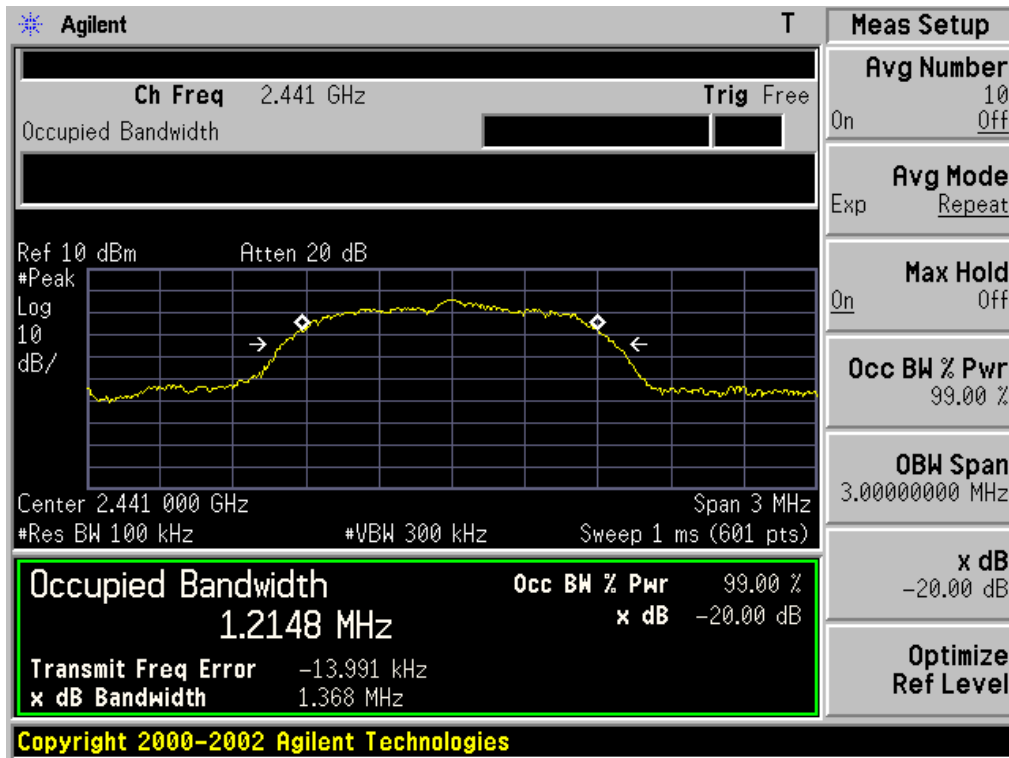 Agilent T
Ch Freq 2.441 GHz Trig Free
Occupied Bandwidth
Ref 10 dBm Atten 20 dB
#Peak
Log
10
dB/
Center 2.441 000 GHz Span 3 MHz
#Res BW 100 kHz #VBW 300 kHz Sweep 1 ms (601 pts)
Occupied Bandwidth Occ BW % Pwr 99.00 %
1.2148 MHz x dB -20.00 dB
Transmit Freq Error -13.991 kHz
x dB Bandwidth 1.368 MHz
Copyright 2000-2002 Agilent Technologies
Meas Setup
Avg Number
10
On Off
Avg Mode
Exp Repeat
Max Hold
On Off
Occ BW % Pwr
99.00 %
OBW Span
3.00000000 MHz
x dB
-20.00 dB
Optimize
Ref Level